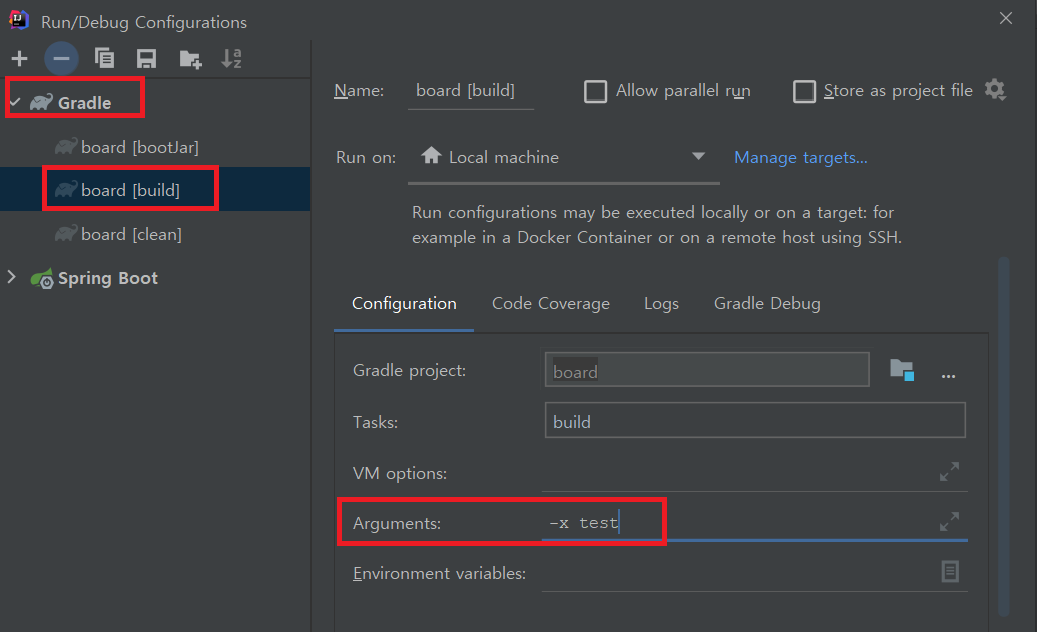 Run/Debug Configurations
Gradle
board [bootJar]
board [build]
board [clean]
Spring Boot
Name: board [build] Allow parallel run Store as project file
Run on: Local machine Manage targets...
Run configurations may be executed locally or on a target: for
example in a Docker Container or on a remote host using SSH.
Configuration Code Coverage Logs Gradle Debug
Gradle project: board ...
Tasks: build
VM options:
Arguments: -x test
Environment variables: